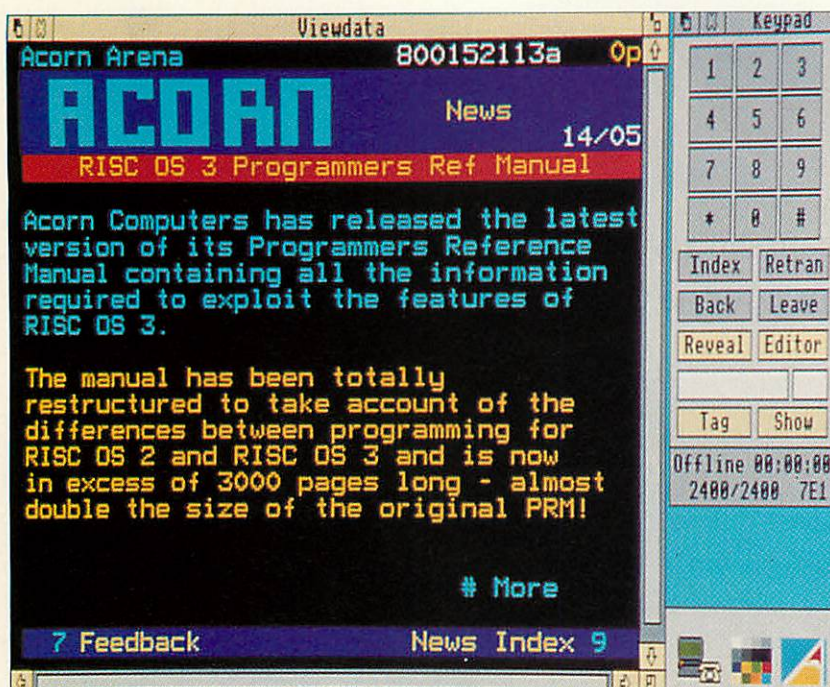 Viewdata
Acorn Arena 800152113a Op
ACORN
News
14/05
RISC OS 3 Programmers Ref Manual
Acorn Computers has released the latest
version of its Programmers Reference
Manual containing all the information
required to exploit the features of
RISC OS 3.
The manual has been totally
restructured to take account of the
differences between programming for
RISC OS 2 and RISC OS 3 and is now
in excess of 3000 pages long - almost
double the size of the original PRM!
# More
7 Feedback News Index 9
Keypad
1 2 3
4 5 6
7 8 9
* 0 #
Index Retran
Back Leave
Reveal Editor
Tag Show
Offline 00:00:00
2400/2400 7E1